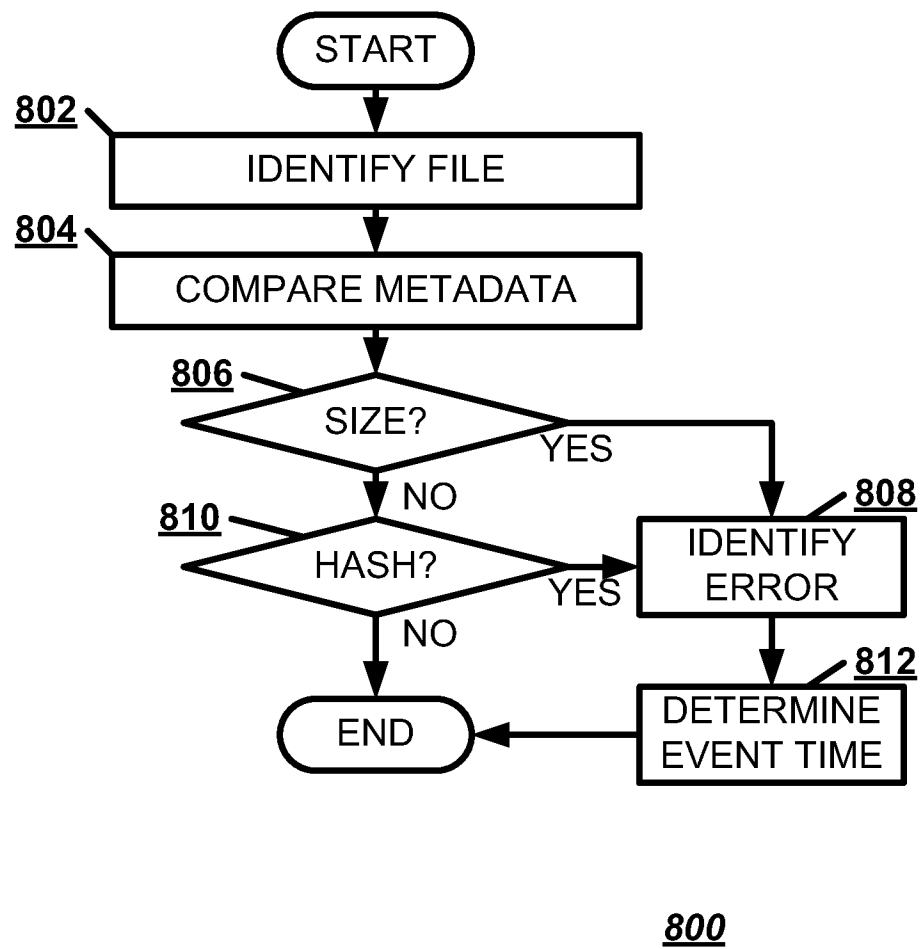 START
802
IDENTIFY FILE
804
COMPARE METADATA
806
SIZE?
YES
NO
810
HASH?
YES
808
IDENTIFY
ERROR
NO
812
DETERMINE
EVENT TIME
END
800